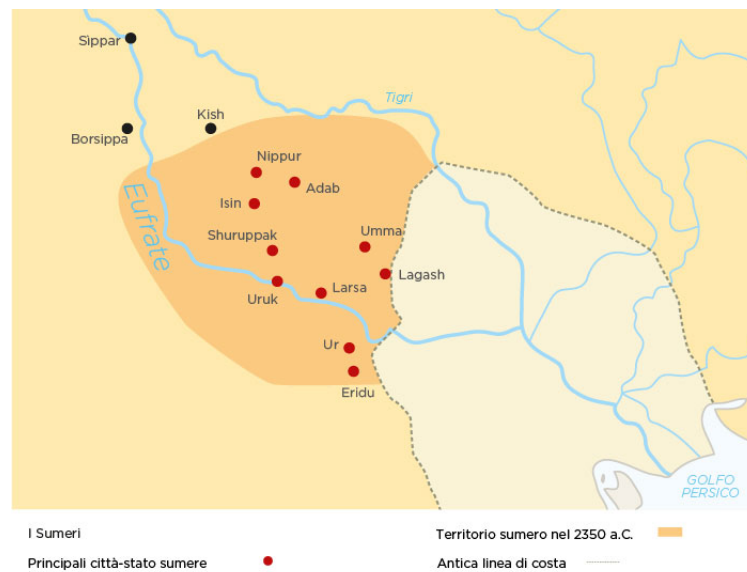 Sippar
Tigri
Kish
Borsippa
Nippur
Adab
Eufrate
Isin
Umma
Shuruppak
Lagash
Larsa
Uruk
Ur
Eridu
GOLFO
PERSICO
I Sumeri
Territorio sumero nel 2350 a.C.
Principali città-stato sumere
Antica linea di costa